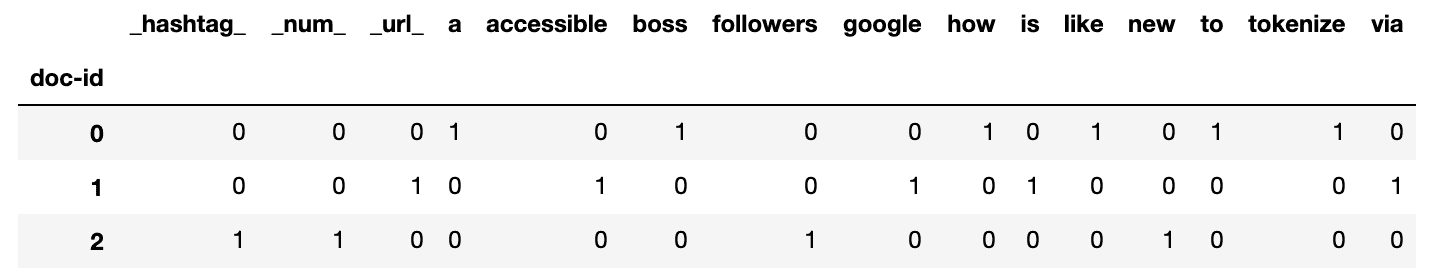 _hashtag_ _num_ _url_ a accessible boss followers google how is like new to tokenize via
doc-id
0 0 0 0 1 0 1 0 0 1 0 1 0 1 1 0
1 0 0 1 0 1 0 0 1 0 1 0 0 0 0 1
2 1 1 0 0 0 0 1 0 0 0 0 1 0 0 0